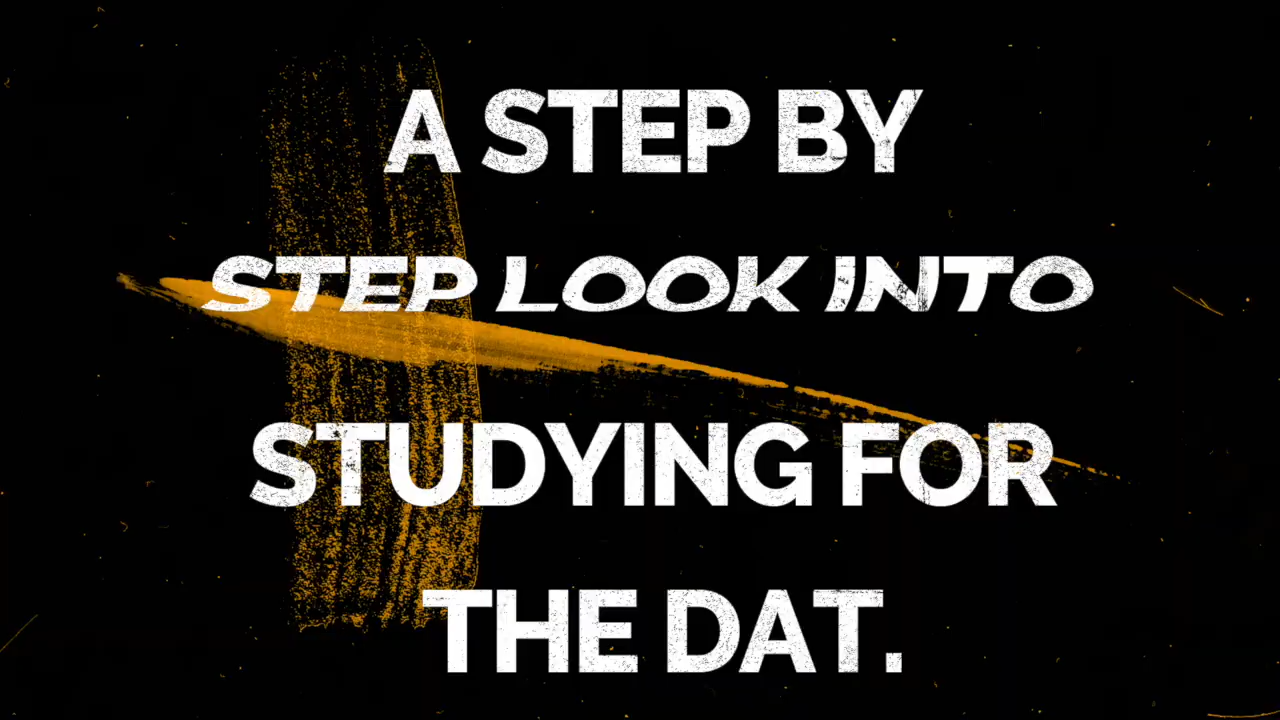 A STEP BY
STEP LOOK INTO
STUDYING FOR
THE DAT.